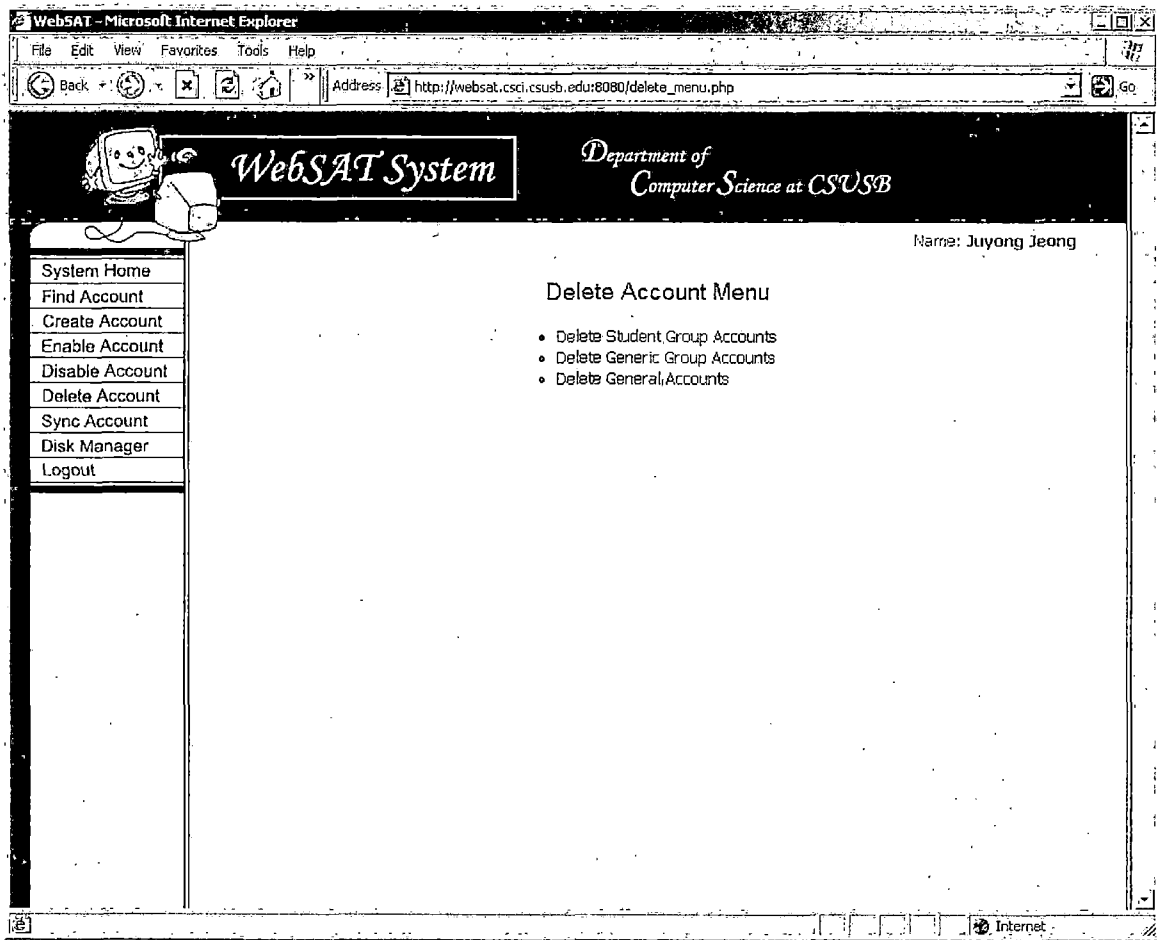 WebSAT - Microsoft Internet Explorer
File Edit View Favorites Tools Help
Back » Address http://websat.csci.csusb.edu:8080/delete_menu.php Go
WebSAT System
Department of
Computer Science at CSUSB
Name: Juyong Jeong
System Home
Find Account
Create Account
Enable Account
Disable Account
Delete Account
Sync Account
Disk Manager
Logout
Delete Account Menu
• Delete Student Group Accounts
• Delete Generic Group Accounts
• Delete General Accounts
Internet